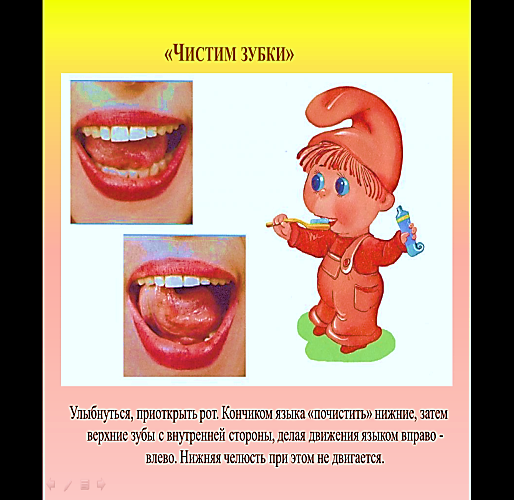 «Чистим зубки»
Улыбнуться, приоткрыть рот. Кончиком языка «почистить» нижние, затем
верхние зубы с внутренней стороны, делая движения языком вправо -
влево. Нижняя челюсть при этом не двигается.